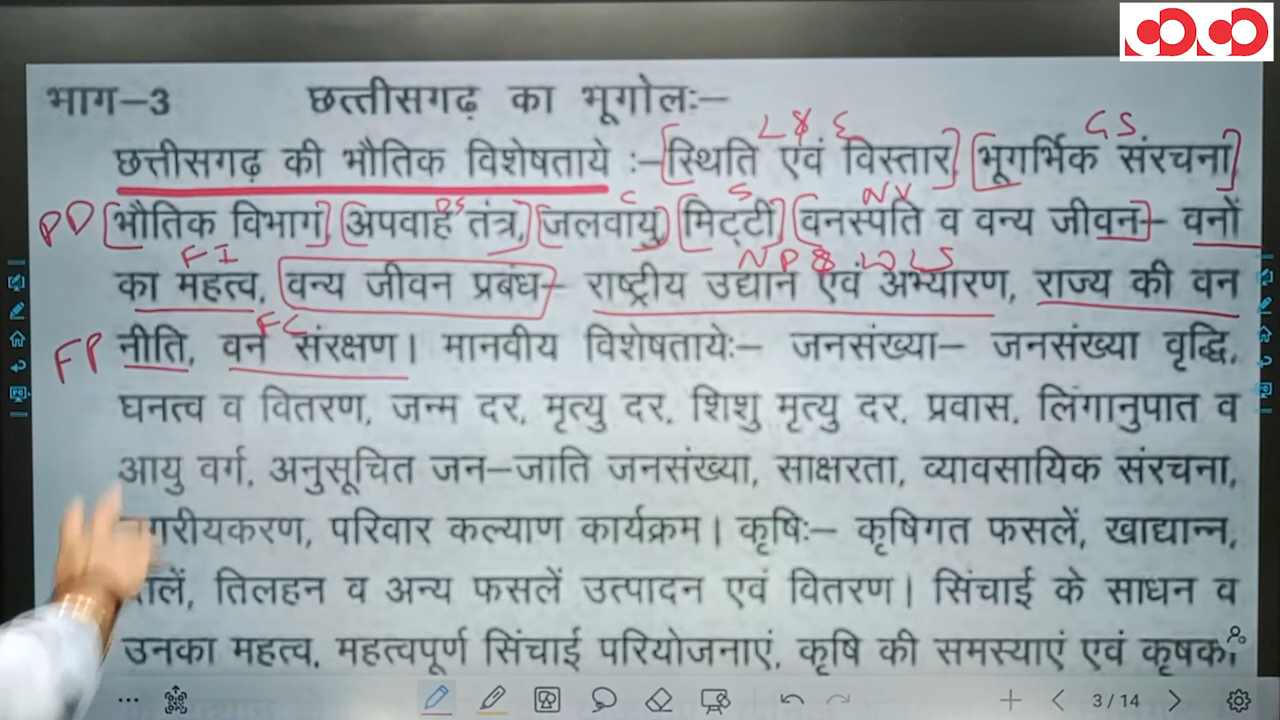 भाग–3 छत्तीसगढ़ का भूगोलः–
L & E G S
छत्तीसगढ़ की भौतिक विशेषताये :– स्थिति एवं विस्तार, भूगर्भिक संरचना,
PD DS C S NV
भौतिक विभाग, अपवाह तंत्र, जलवायु, मिट्टी, वनस्पति व वन्य जीवन– वनों
FI NP & WLS
का महत्व, वन्य जीवन प्रबंध– राष्ट्रीय उद्यान एवं अभ्यारण, राज्य की वन
FP FC
नीति, वन संरक्षण। मानवीय विशेषतायेः– जनसंख्या– जनसंख्या वृद्धि,
घनत्व व वितरण, जन्म दर, मृत्यु दर, शिशु मृत्यु दर, प्रवास, लिंगानुपात व
आयु वर्ग, अनुसूचित जन–जाति जनसंख्या, साक्षरता, व्यावसायिक संरचना,
परिवार कल्याण कार्यक्रम। कृषिः– कृषिगत फसलें, खाद्यान्न,
तिलहन व अन्य फसलें उत्पादन एवं वितरण। सिंचाई के साधन व
उनका महत्व, महत्वपूर्ण सिंचाई परियोजनाएं, कृषि की समस्याएं एवं
3/14